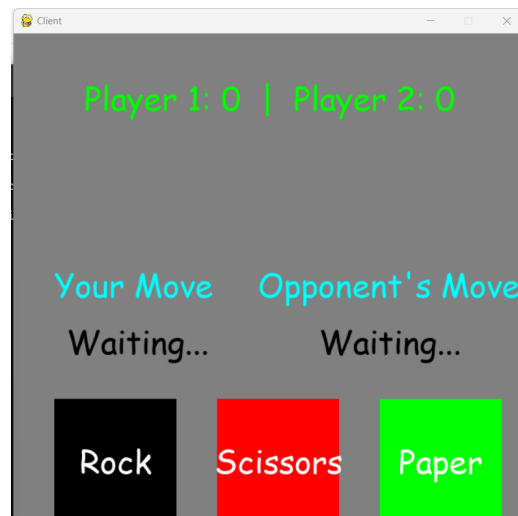 Client
Player 1: 0 | Player 2: 0
Your Move Opponent's Move
Waiting... Waiting...
Rock Scissors Paper